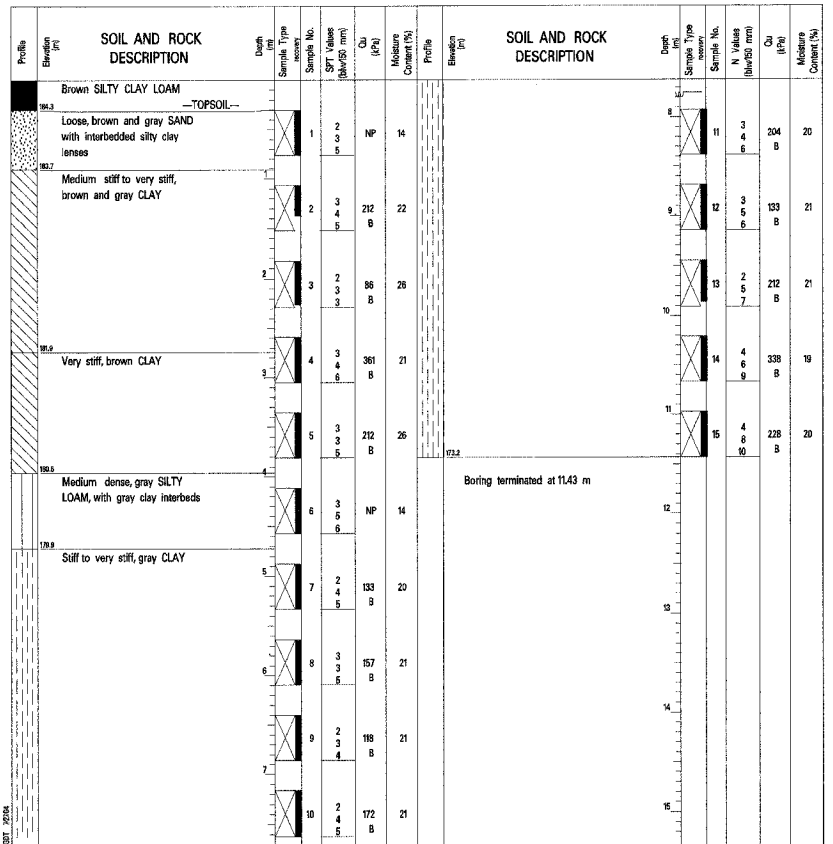 Profile
Elevation (m)
SOIL AND ROCK
DESCRIPTION
Depth (m)
Sample Type
recovery
Sample No.
SPT Values (blw/150 mm)
Qu (kPa)
Moisture Content (%)
Profile
Elevation (m)
SOIL AND ROCK
DESCRIPTION
Depth (m)
Sample Type
recovery
Sample No.
N Values (blw/150 mm)
Qu (kPa)
Moisture Content (%)
Brown SILTY CLAY LOAM
184.3 —TOPSOIL—
Loose, brown and gray SAND
with interbedded silty clay
lenses
1 2 3 5 NP 14
183.7
1
Medium stiff to very stiff,
brown and gray CLAY
2 3 4 5 212 B 22
2
3 2 3 3 86 B 26
181.9
Very stiff, brown CLAY
3
4 3 4 6 361 B 21
5 3 3 5 212 B 26
4
Medium dense, gray SILTY
LOAM, with gray clay interbeds
6 3 5 6 NP 14
179.9
Stiff to very stiff, gray CLAY
5
7 2 4 5 133 B 20
6
8 3 3 5 157 B 21
9 2 3 4 118 B 21
7
10 2 4 5 172 B 21
8
11 3 4 6 204 B 20
9
12 3 5 6 133 B 21
13 2 5 7 212 B 21
10
14 4 6 9 338 B 19
11
15 4 8 10 228 B 20
173.2
Boring terminated at 11.43 m
12
13
14
15